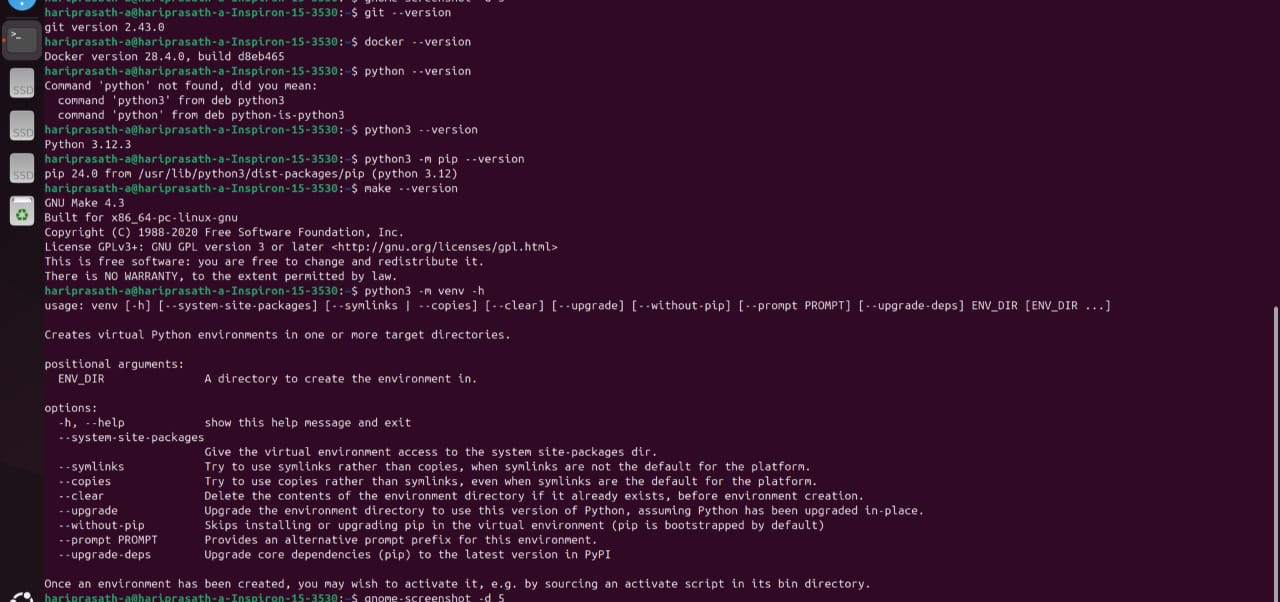 hariprasath-a@hariprasath-a-Inspiron-15-3530:~$ gnome-screenshot -d 5
hariprasath-a@hariprasath-a-Inspiron-15-3530:~$ git --version
git version 2.43.0
hariprasath-a@hariprasath-a-Inspiron-15-3530:~$ docker --version
Docker version 28.4.0, build d8eb465
hariprasath-a@hariprasath-a-Inspiron-15-3530:~$ python --version
Command 'python' not found, did you mean:
  command 'python3' from deb python3
  command 'python' from deb python-is-python3
hariprasath-a@hariprasath-a-Inspiron-15-3530:~$ python3 --version
Python 3.12.3
hariprasath-a@hariprasath-a-Inspiron-15-3530:~$ python3 -m pip --version
pip 24.0 from /usr/lib/python3/dist-packages/pip (python 3.12)
hariprasath-a@hariprasath-a-Inspiron-15-3530:~$ make --version
GNU Make 4.3
Built for x86_64-pc-linux-gnu
Copyright (C) 1988-2020 Free Software Foundation, Inc.
License GPLv3+: GNU GPL version 3 or later <http://gnu.org/licenses/gpl.html>
This is free software: you are free to change and redistribute it.
There is NO WARRANTY, to the extent permitted by law.
hariprasath-a@hariprasath-a-Inspiron-15-3530:~$ python3 -m venv -h
usage: venv [-h] [--system-site-packages] [--symlinks | --copies] [--clear] [--upgrade] [--without-pip] [--prompt PROMPT] [--upgrade-deps] ENV_DIR [ENV_DIR ...]
Creates virtual Python environments in one or more target directories.
positional arguments:
  ENV_DIR               A directory to create the environment in.
options:
  -h, --help            show this help message and exit
  --system-site-packages
                        Give the virtual environment access to the system site-packages dir.
  --symlinks            Try to use symlinks rather than copies, when symlinks are not the default for the platform.
  --copies              Try to use copies rather than symlinks, even when symlinks are the default for the platform.
  --clear               Delete the contents of the environment directory if it already exists, before environment creation.
  --upgrade             Upgrade the environment directory to use this version of Python, assuming Python has been upgraded in-place.
  --without-pip         Skips installing or upgrading pip in the virtual environment (pip is bootstrapped by default)
  --prompt PROMPT       Provides an alternative prompt prefix for this environment.
  --upgrade-deps        Upgrade core dependencies (pip) to the latest version in PyPI
Once an environment has been created, you may wish to activate it, e.g. by sourcing an activate script in its bin directory.
hariprasath-a@hariprasath-a-Inspiron-15-3530:~$ gnome-screenshot -d 5
SSD
SSD
SSD